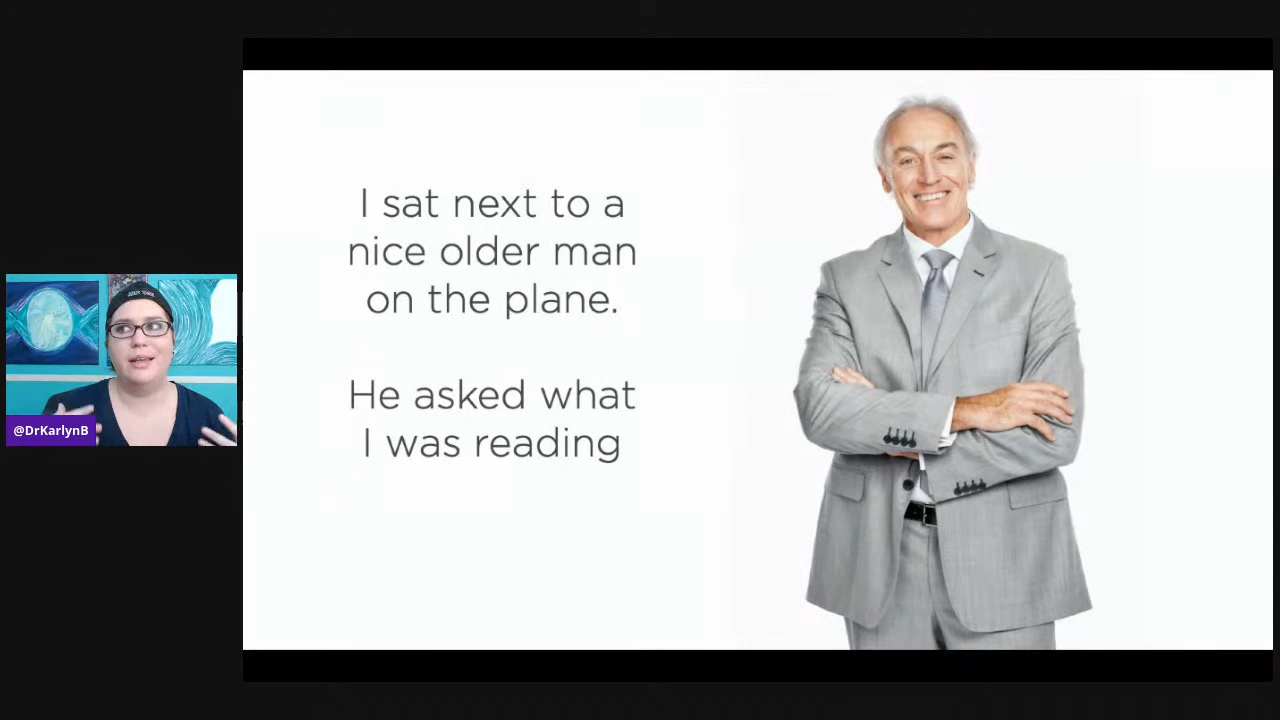 I sat next to a
nice older man
on the plane.
He asked what
I was reading
@DrKarlynB